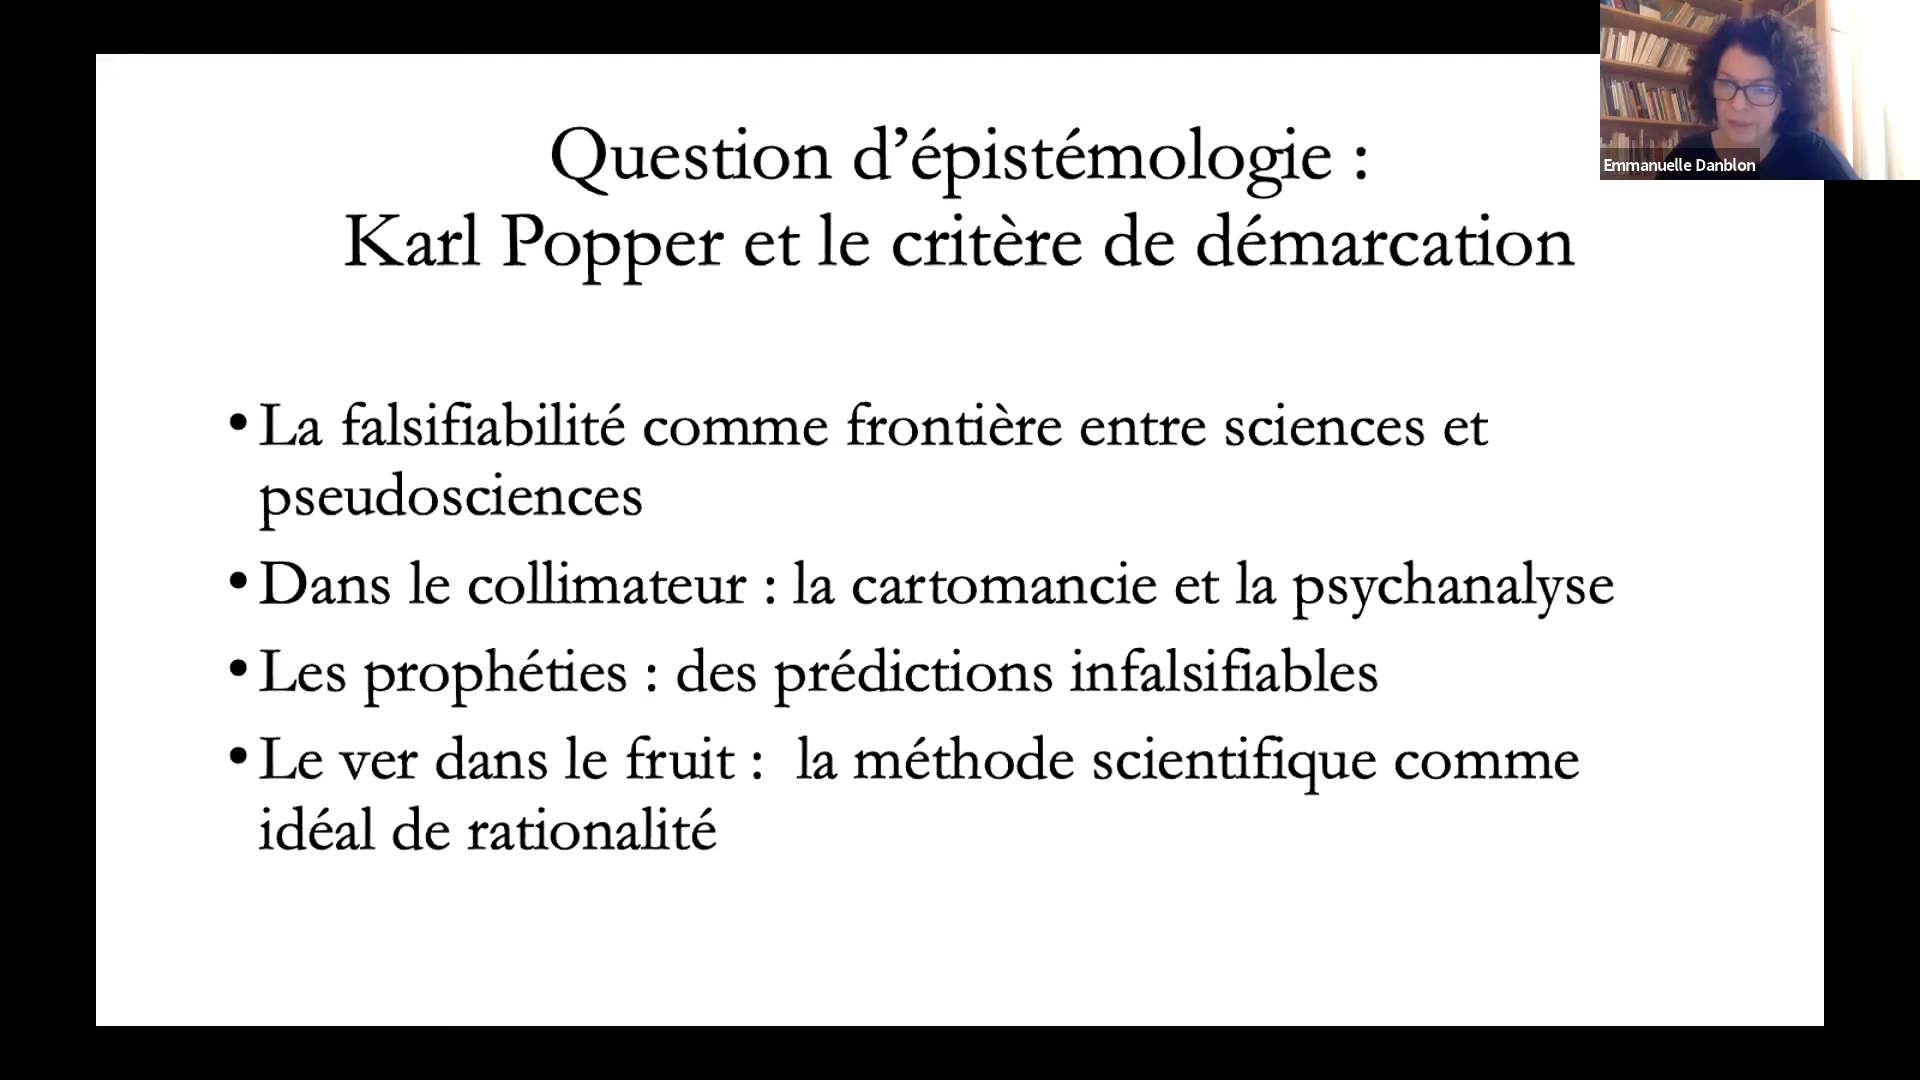 Question d’épistémologie :
Karl Popper et le critère de démarcation
Emmanuelle Danblon
• La falsifiabilité comme frontière entre sciences et
pseudosciences
• Dans le collimateur : la cartomancie et la psychanalyse
• Les prophéties : des prédictions infalsifiables
• Le ver dans le fruit :  la méthode scientifique comme
idéal de rationalité